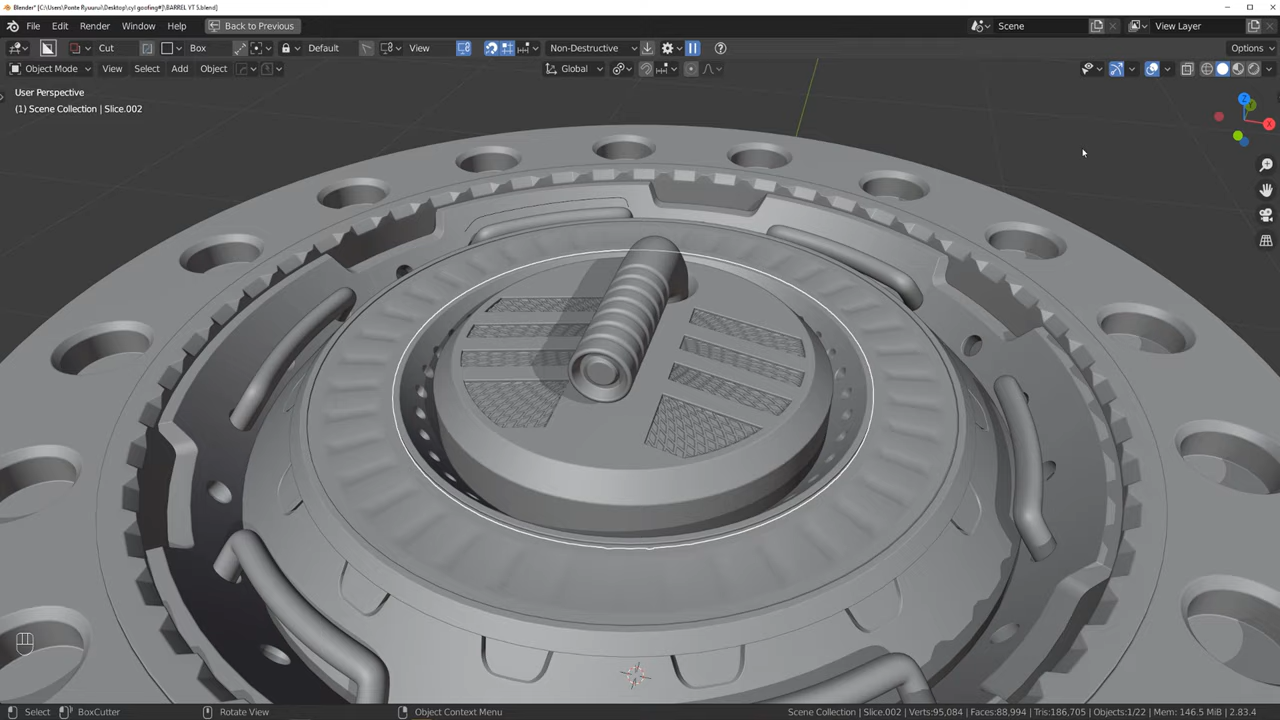 Blender* [C:\Users\Ponte Ryuurui\Desktop\cyl goofing#]\BARREL YT 5.blend]
File Edit Render Window Help Back to Previous Scene View Layer
Cut Box Default View Non-Destructive Options
Object Mode View Select Add Object Global
User Perspective
(1) Scene Collection | Slice.002
Z
Y
X
Select BoxCutter Rotate View Object Context Menu Scene Collection | Slice.002 | Verts:95,084 | Faces:88,994 | Tris:186,705 | Objects:1/22 | Mem: 146.5 MiB | 2.83.4